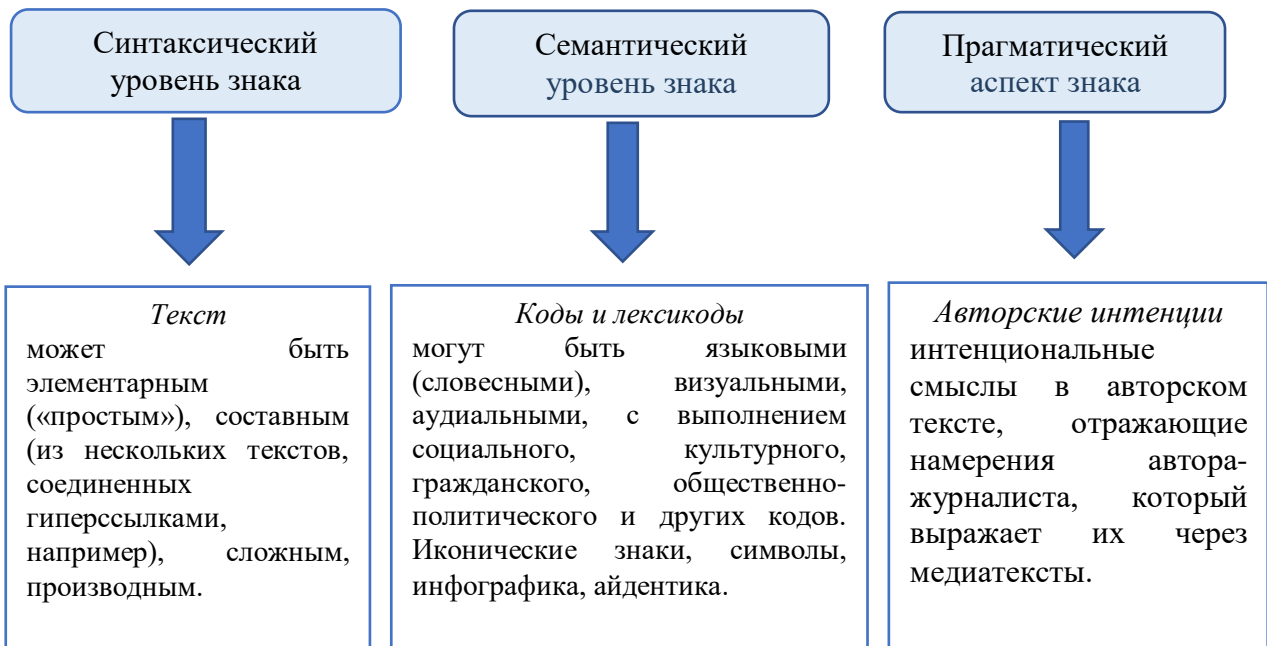 Синтаксический
уровень знака
Семантический
уровень знака
Прагматический
аспект знака
Текст
может быть
элементарным
(«простым»), составным
(из нескольких текстов,
соединенных
гиперссылками,
например), сложным,
производным.
Коды и лексикоды
могут быть языковыми
(словесными), визуальными,
аудиальными, с выполнением
социального, культурного,
гражданского, общественно-
политического и других кодов.
Иконические знаки, символы,
инфографика, айдентика.
Авторские интенции
интенциональные
смыслы в авторском
тексте, отражающие
намерения автора-
журналиста, который
выражает их через
медиатексты.